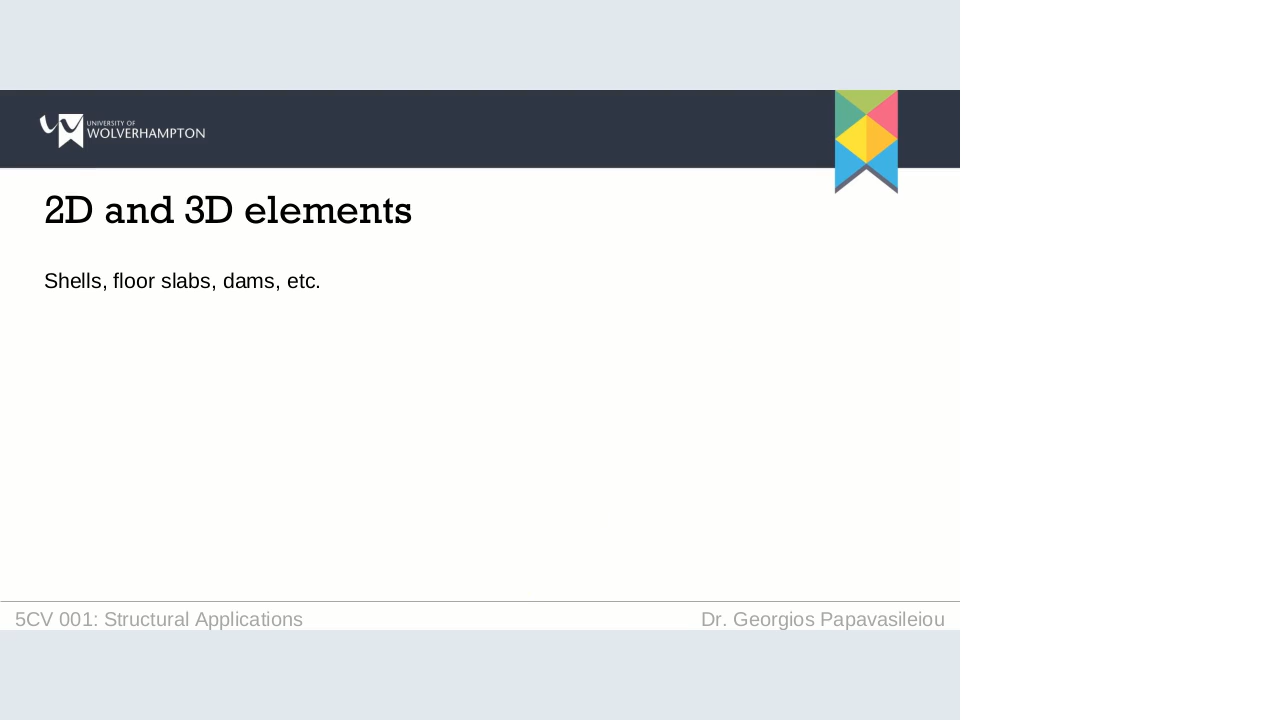 UNIVERSITY OF
WOLVERHAMPTON
2D and 3D elements
Shells, floor slabs, dams, etc.
5CV 001: Structural Applications
Dr. Georgios Papavasileiou